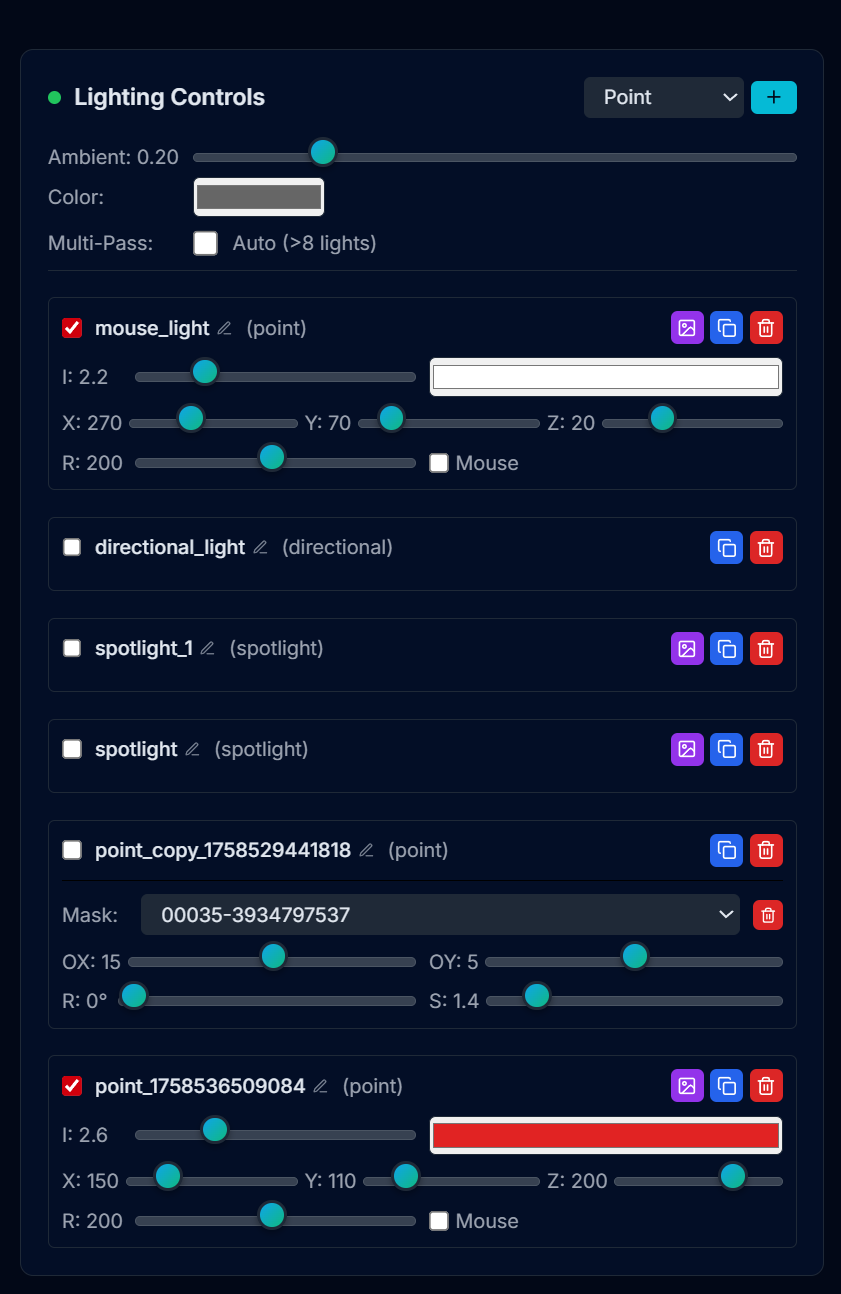 Lighting Controls Point
Ambient: 0.20
Color:
Multi-Pass: Auto (>8 lights)
mouse_light (point)
I: 2.2
X: 270 Y: 70 Z: 20
R: 200 Mouse
directional_light (directional)
spotlight_1 (spotlight)
spotlight (spotlight)
point_copy_1758529441818 (point)
Mask: 00035-3934797537
OX: 15 OY: 5
R: 0° S: 1.4
point_1758536509084 (point)
I: 2.6
X: 150 Y: 110 Z: 200
R: 200 Mouse